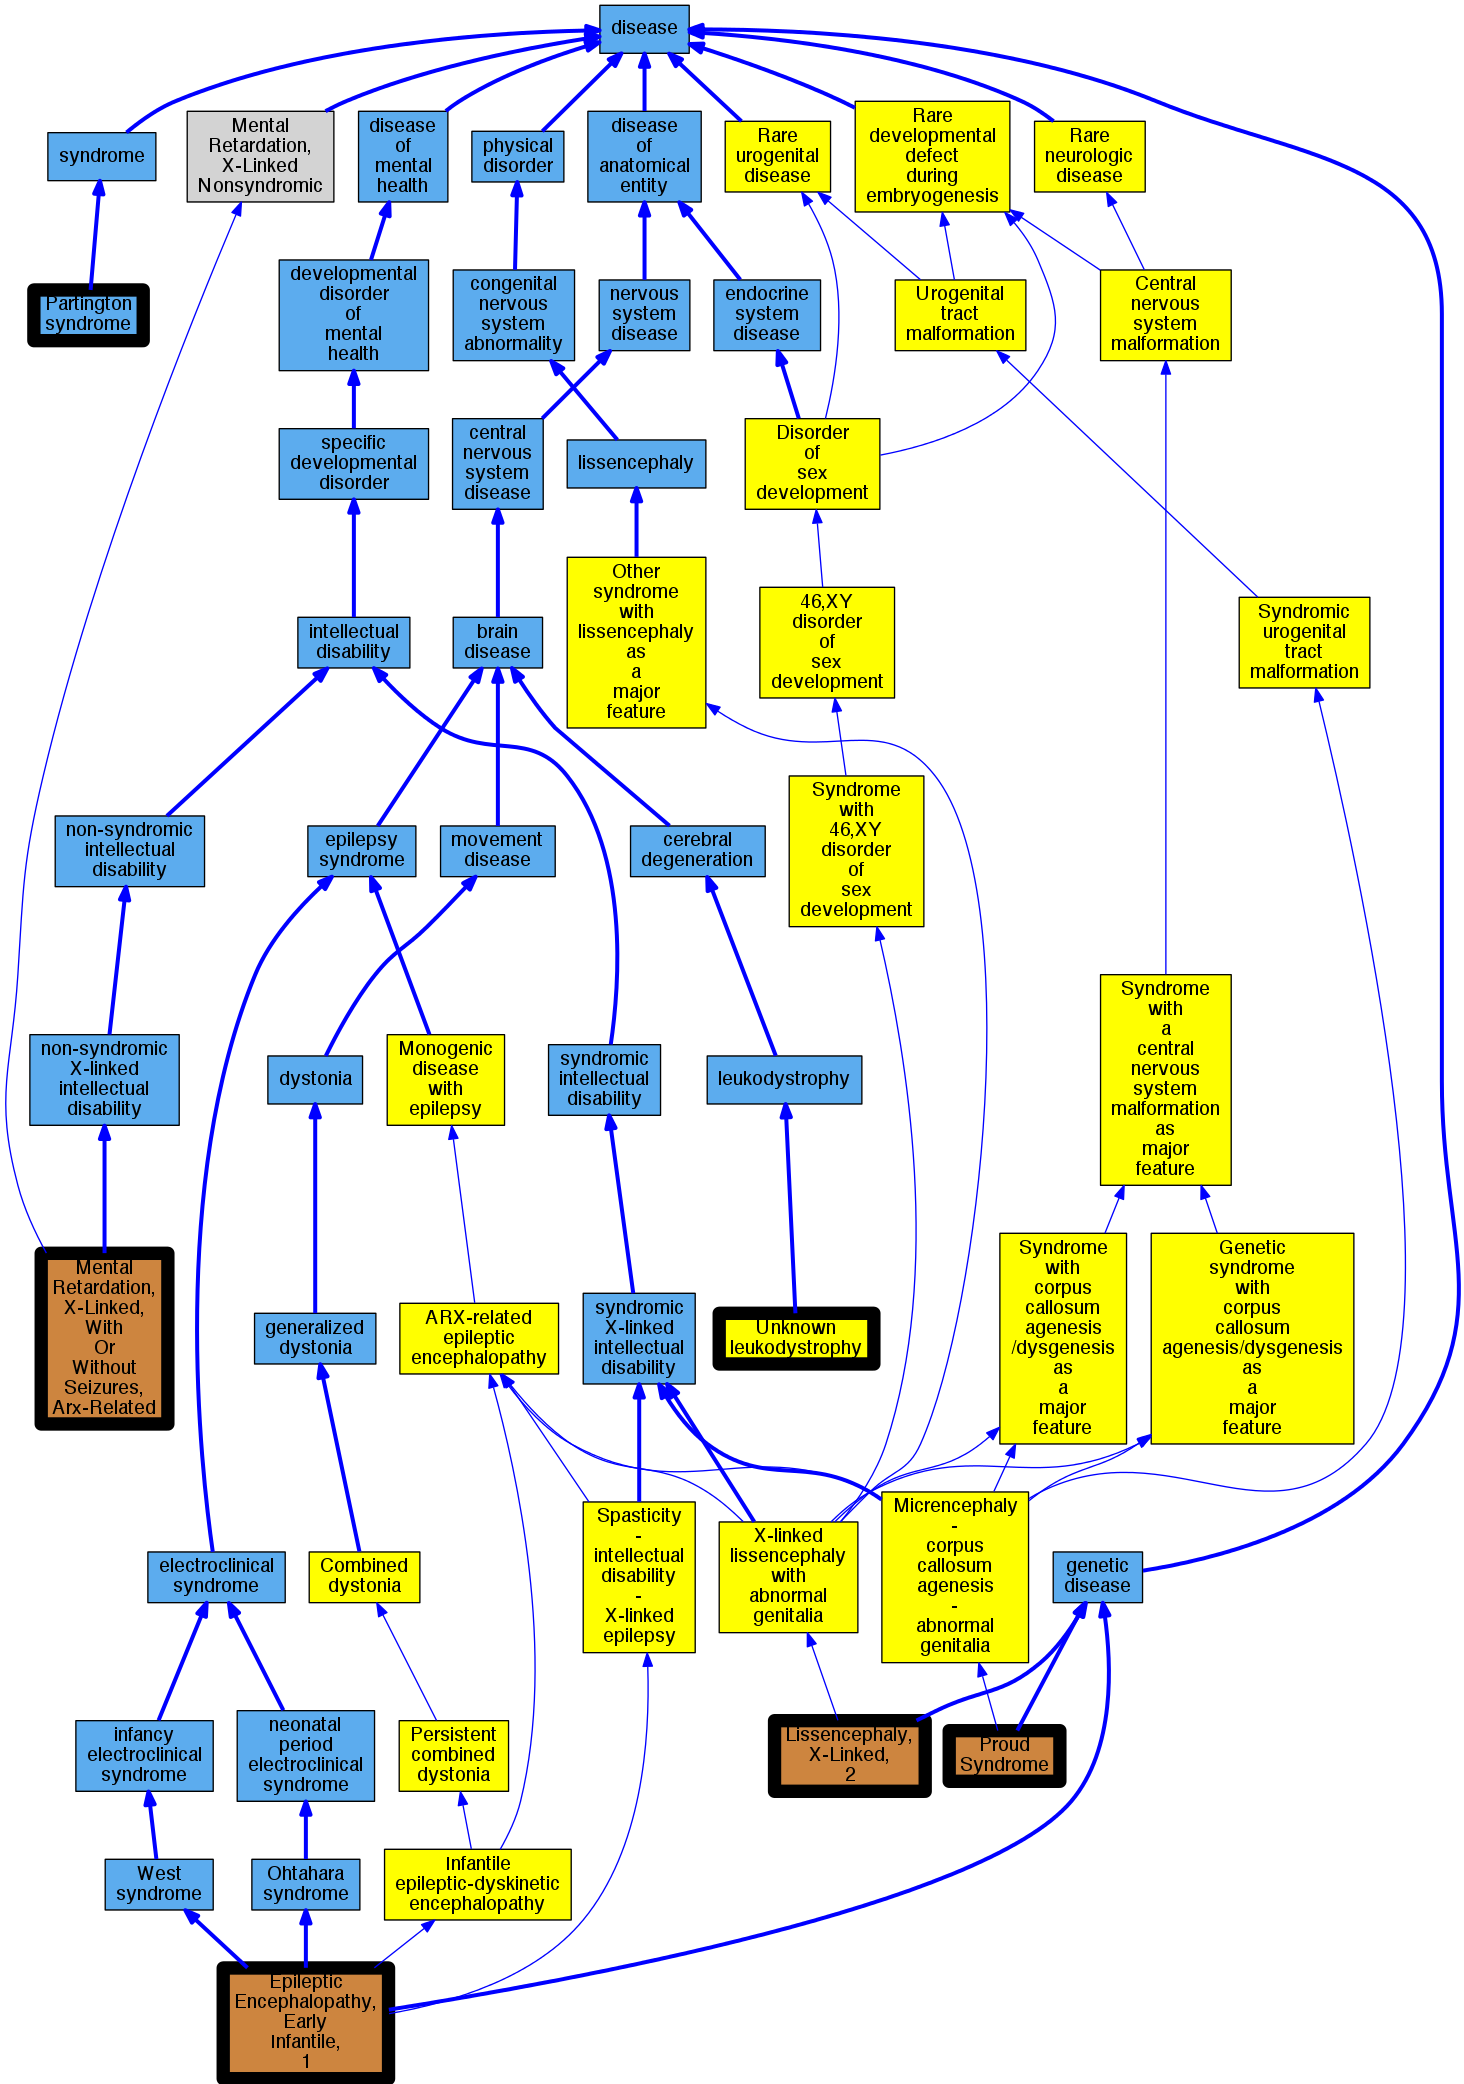 disease
syndrome
Mental
Retardation,
X-Linked
Nonsyndromic
disease
of
mental
health
physical
disorder
disease
of
anatomical
entity
Rare
urogenital
disease
Rare
developmental
defect
during
embryogenesis
Rare
neurologic
disease
Partington
syndrome
developmental
disorder
of
mental
health
congenital
nervous
system
abnormality
nervous
system
disease
endocrine
system
disease
Urogenital
tract
malformation
Central
nervous
system
malformation
specific
developmental
disorder
central
nervous
system
disease
lissencephaly
Disorder
of
sex
development
intellectual
disability
brain
disease
Other
syndrome
with
lissencephaly
as
a
major
feature
46,XY
disorder
of
sex
development
Syndromic
urogenital
tract
malformation
non-syndromic
intellectual
disability
epilepsy
syndrome
movement
disease
cerebral
degeneration
Syndrome
with
46,XY
disorder
of
sex
development
non-syndromic
X-linked
intellectual
disability
dystonia
Monogenic
disease
with
epilepsy
syndromic
intellectual
disability
leukodystrophy
Syndrome
with
a
central
nervous
system
malformation
as
major
feature
Mental
Retardation,
X-Linked,
With
Or
Without
Seizures,
Arx-Related
generalized
dystonia
ARX-related
epileptic
encephalopathy
syndromic
X-linked
intellectual
disability
Unknown
leukodystrophy
Syndrome
with
corpus
callosum
agenesis
/dysgenesis
as
a
major
feature
Genetic
syndrome
with
corpus
callosum
agenesis/dysgenesis
as
a
major
feature
electroclinical
syndrome
Combined
dystonia
Spasticity
-
intellectual
disability
-
X-linked
epilepsy
X-linked
lissencephaly
with
abnormal
genitalia
Micrencephaly
-
corpus
callosum
agenesis
-
abnormal
genitalia
genetic
disease
infancy
electroclinical
syndrome
neonatal
period
electroclinical
syndrome
Persistent
combined
dystonia
Lissencephaly,
X-Linked,
2
Proud
Syndrome
West
syndrome
Ohtahara
syndrome
Infantile
epileptic-dyskinetic
encephalopathy
Epileptic
Encephalopathy,
Early
Infantile,
1